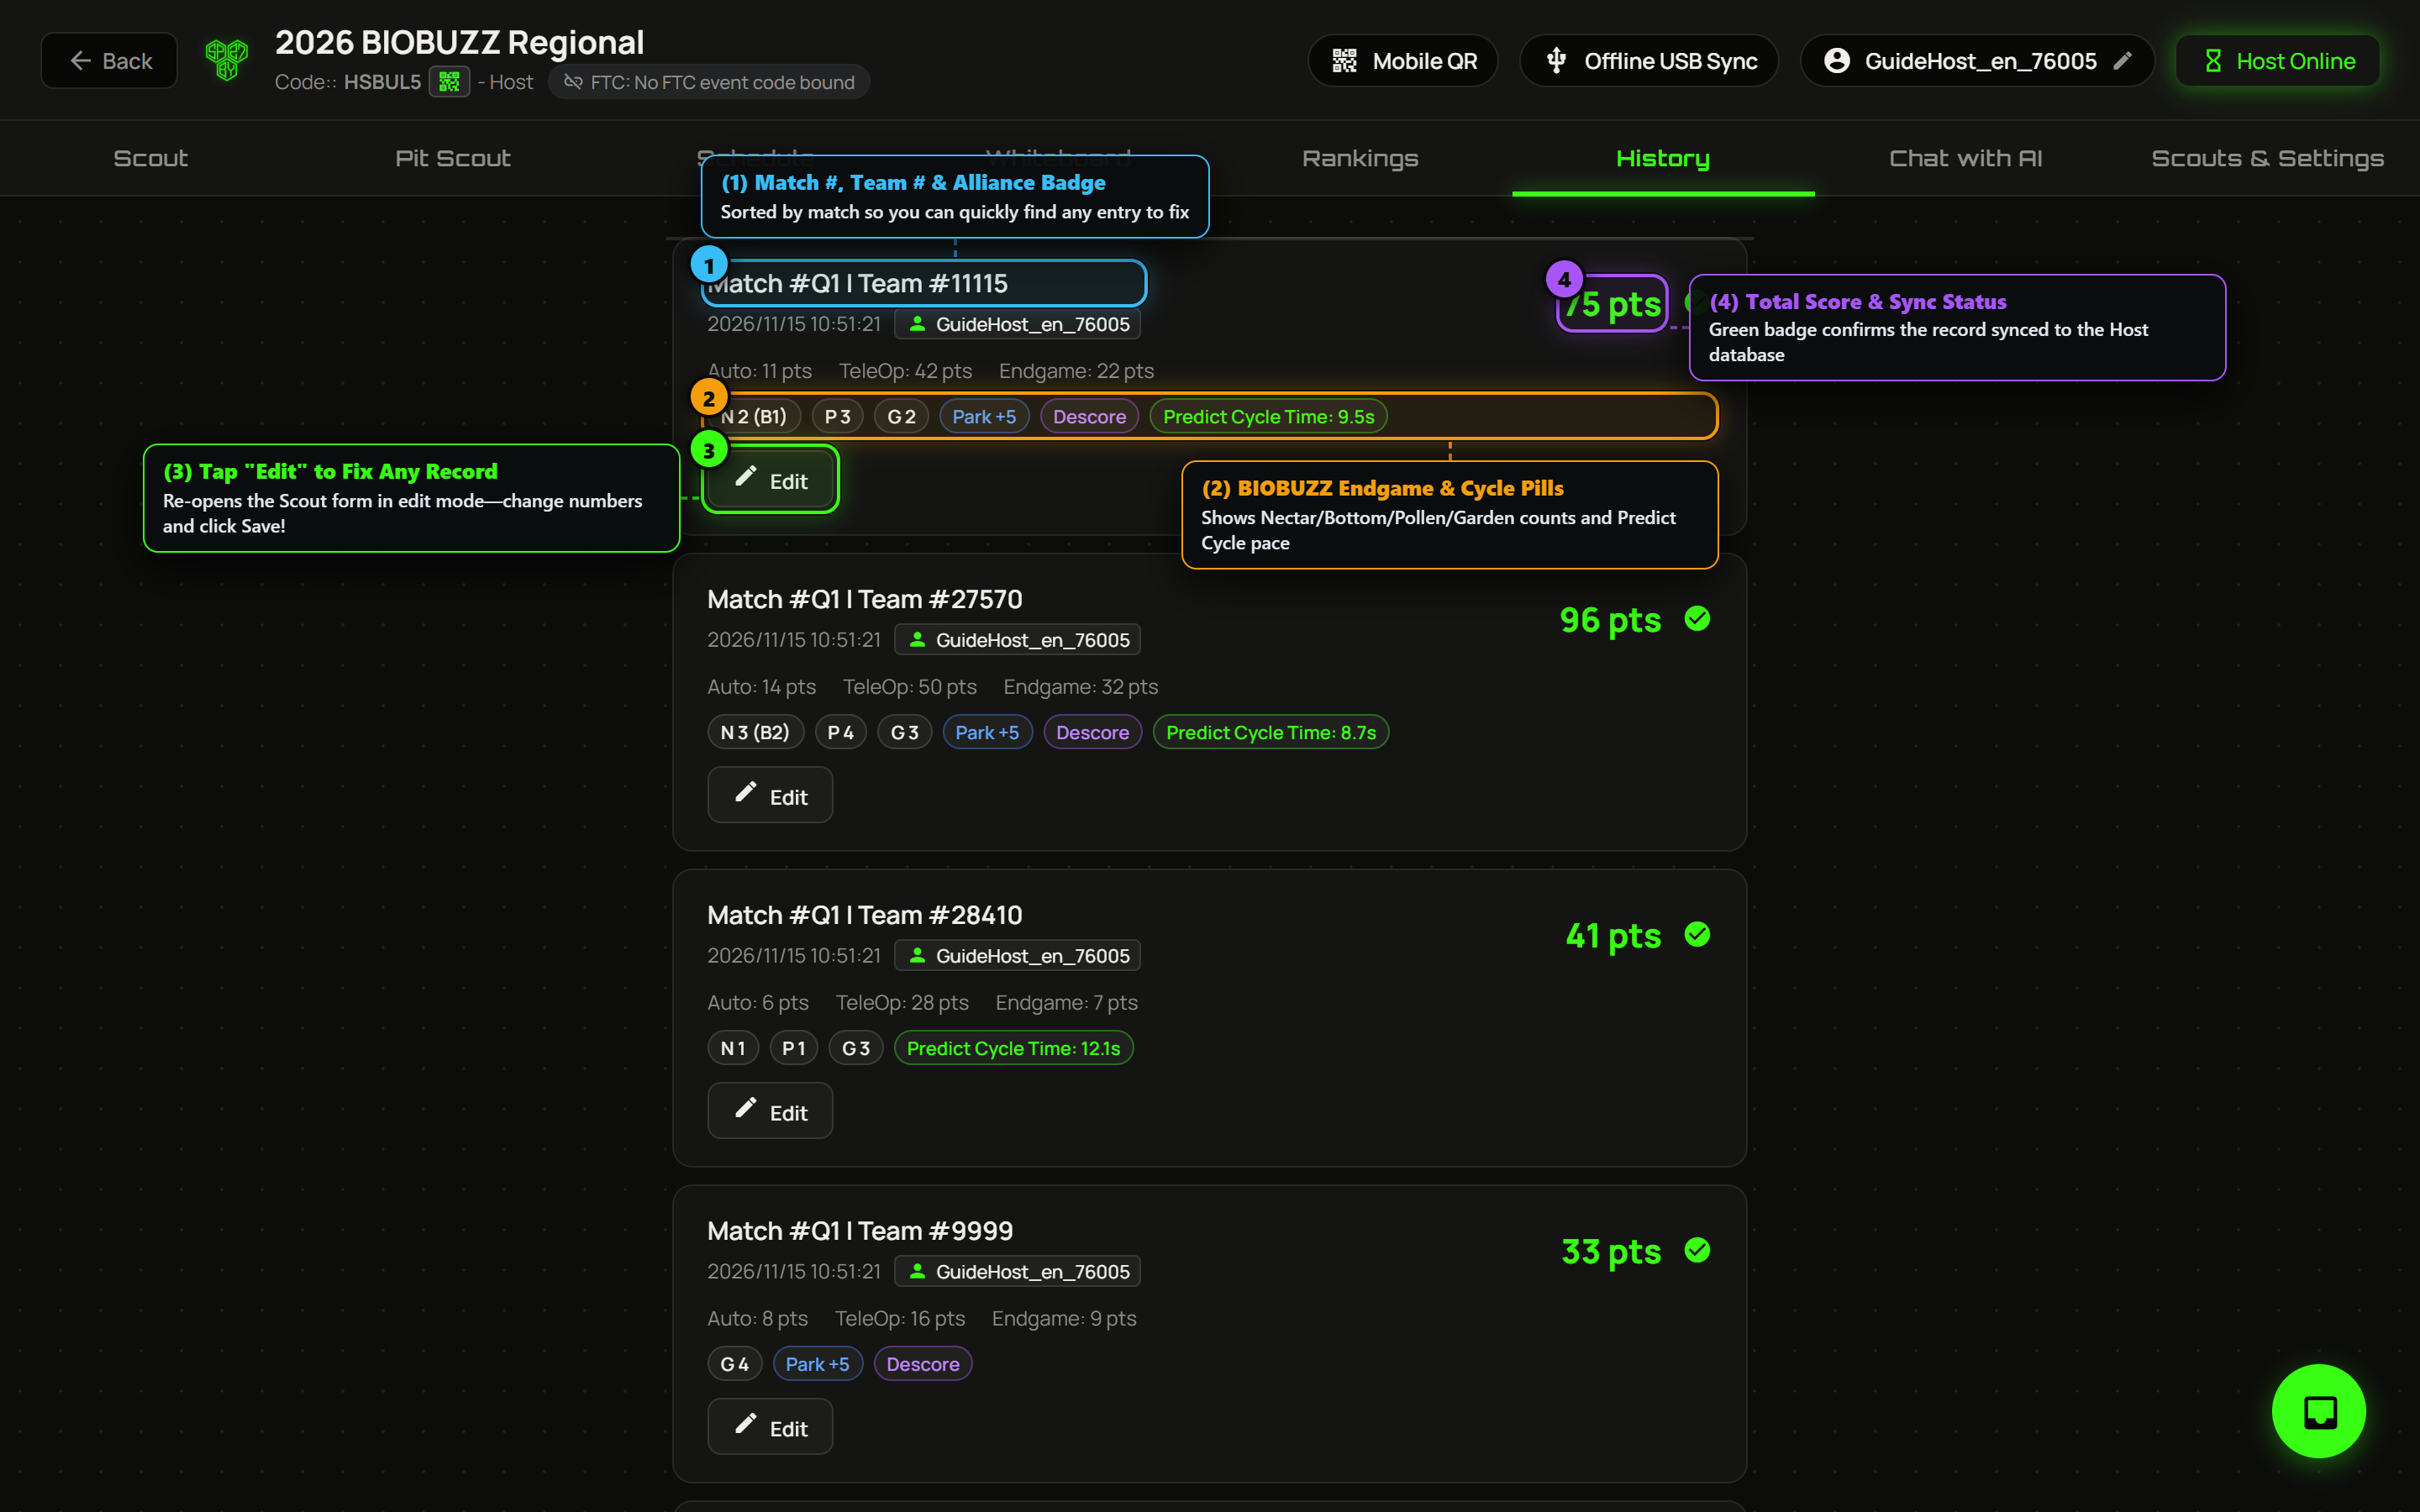 Back
2026 BIOBUZZ Regional
Code:: HSBUL5 - Host
FTC: No FTC event code bound
Mobile QR
Offline USB Sync
GuideHost_en_76005
Host Online
Scout
Pit Scout
Schedule
Whiteboard
Rankings
History
Chat with AI
Scouts & Settings
(1) Match #, Team # & Alliance Badge
Sorted by match so you can quickly find any entry to fix
1
Match #Q1 | Team #11115
2026/11/15 10:51:21
GuideHost_en_76005
4
75 pts
(4) Total Score & Sync Status
Green badge confirms the record synced to the Host
database
Auto: 11 pts TeleOp: 42 pts Endgame: 22 pts
2
N 2 (B1) P 3 G 2 Park +5 Descore Predict Cycle Time: 9.5s
3
Edit
(3) Tap "Edit" to Fix Any Record
Re-opens the Scout form in edit mode—change numbers
and click Save!
(2) BIOBUZZ Endgame & Cycle Pills
Shows Nectar/Bottom/Pollen/Garden counts and Predict
Cycle pace
Match #Q1 | Team #27570
2026/11/15 10:51:21 GuideHost_en_76005
96 pts
Auto: 14 pts TeleOp: 50 pts Endgame: 32 pts
N 3 (B2) P 4 G 3 Park +5 Descore Predict Cycle Time: 8.7s
Edit
Match #Q1 | Team #28410
2026/11/15 10:51:21 GuideHost_en_76005
41 pts
Auto: 6 pts TeleOp: 28 pts Endgame: 7 pts
N 1 P 1 G 3 Predict Cycle Time: 12.1s
Edit
Match #Q1 | Team #9999
2026/11/15 10:51:21 GuideHost_en_76005
33 pts
Auto: 8 pts TeleOp: 16 pts Endgame: 9 pts
G 4 Park +5 Descore
Edit